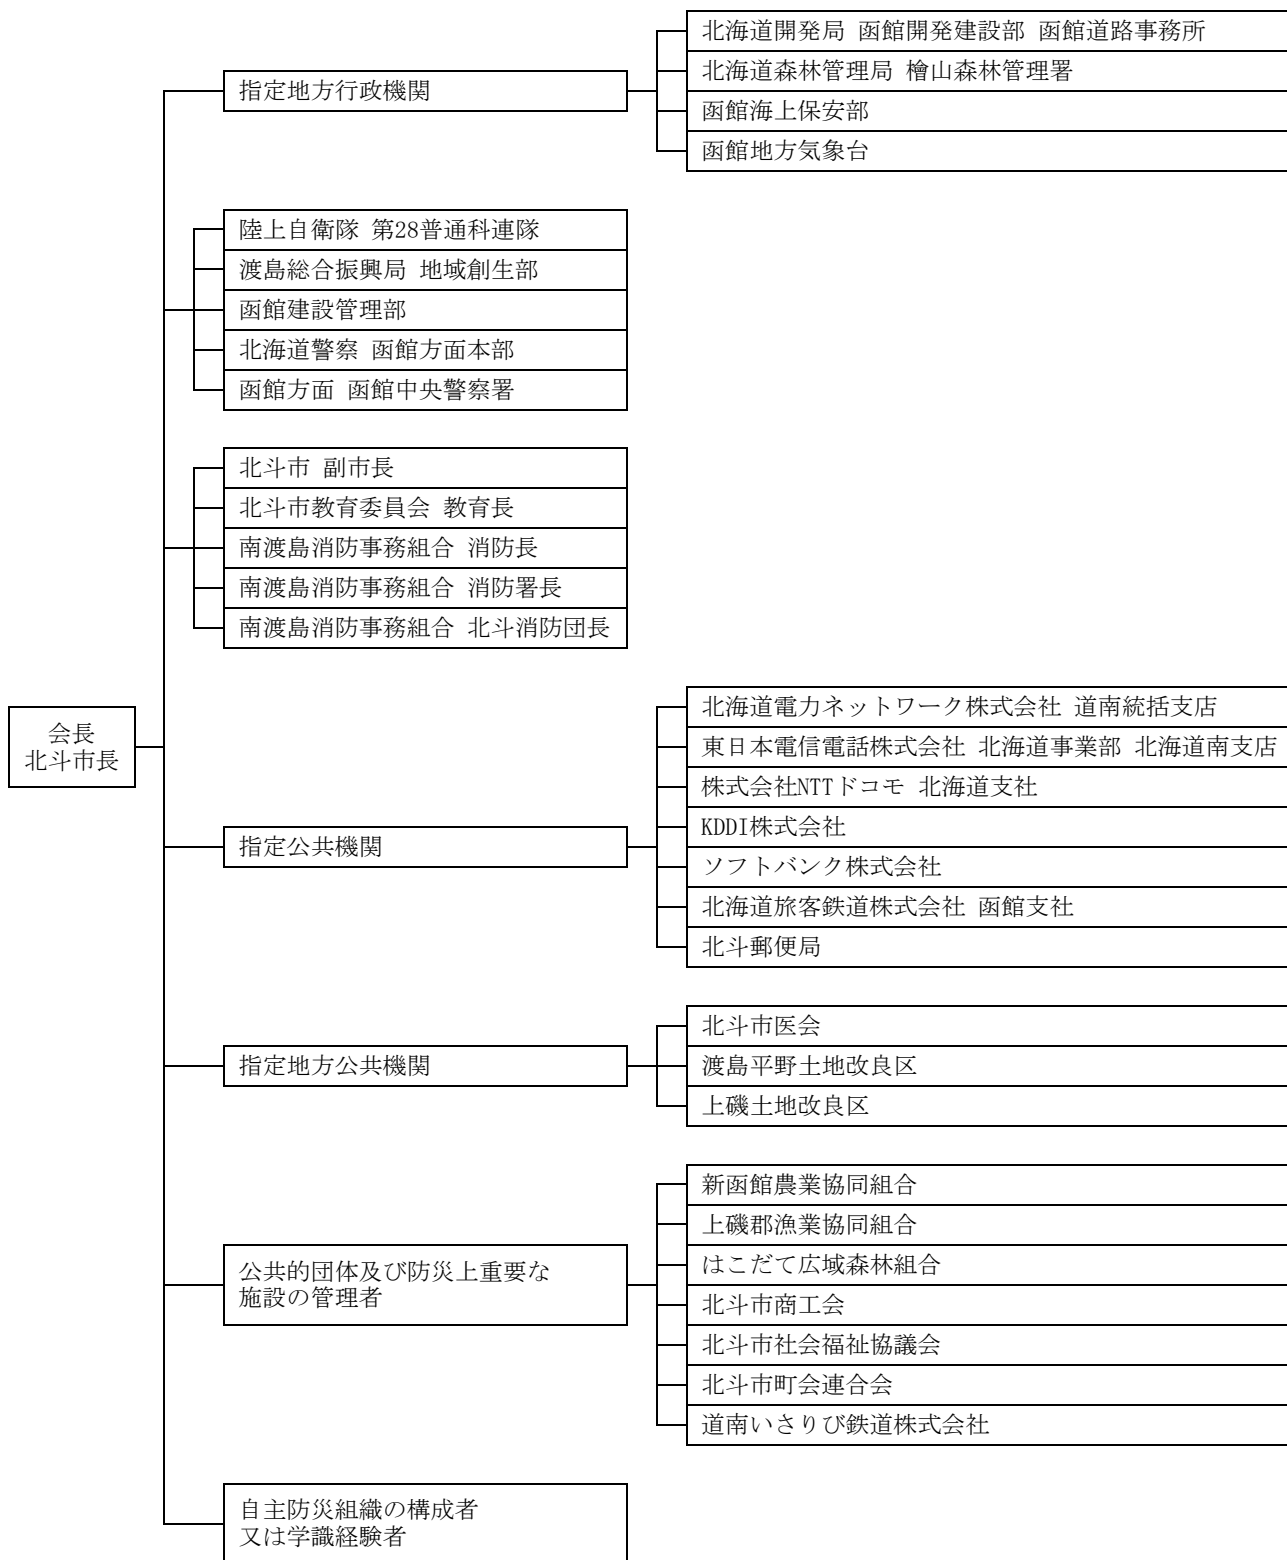 会長
北斗市長
指定地方行政機関
北海道開発局 函館開発建設部 函館道路事務所
北海道森林管理局 檜山森林管理署
函館海上保安部
函館地方気象台
陸上自衛隊 第28普通科連隊
渡島総合振興局 地域創生部
函館建設管理部
北海道警察 函館方面本部
函館方面 函館中央警察署
北斗市 副市長
北斗市教育委員会 教育長
南渡島消防事務組合 消防長
南渡島消防事務組合 消防署長
南渡島消防事務組合 北斗消防団長
指定公共機関
北海道電力ネットワーク株式会社 道南統括支店
東日本電信電話株式会社 北海道事業部 北海道南支店
株式会社NTTドコモ 北海道支社
KDDI株式会社
ソフトバンク株式会社
北海道旅客鉄道株式会社 函館支社
北斗郵便局
指定地方公共機関
北斗市医会
渡島平野土地改良区
上磯土地改良区
公共的団体及び防災上重要な
施設の管理者
新函館農業協同組合
上磯郡漁業協同組合
はこだて広域森林組合
北斗市商工会
北斗市社会福祉協議会
北斗市町会連合会
道南いさりび鉄道株式会社
自主防災組織の構成者
又は学識経験者